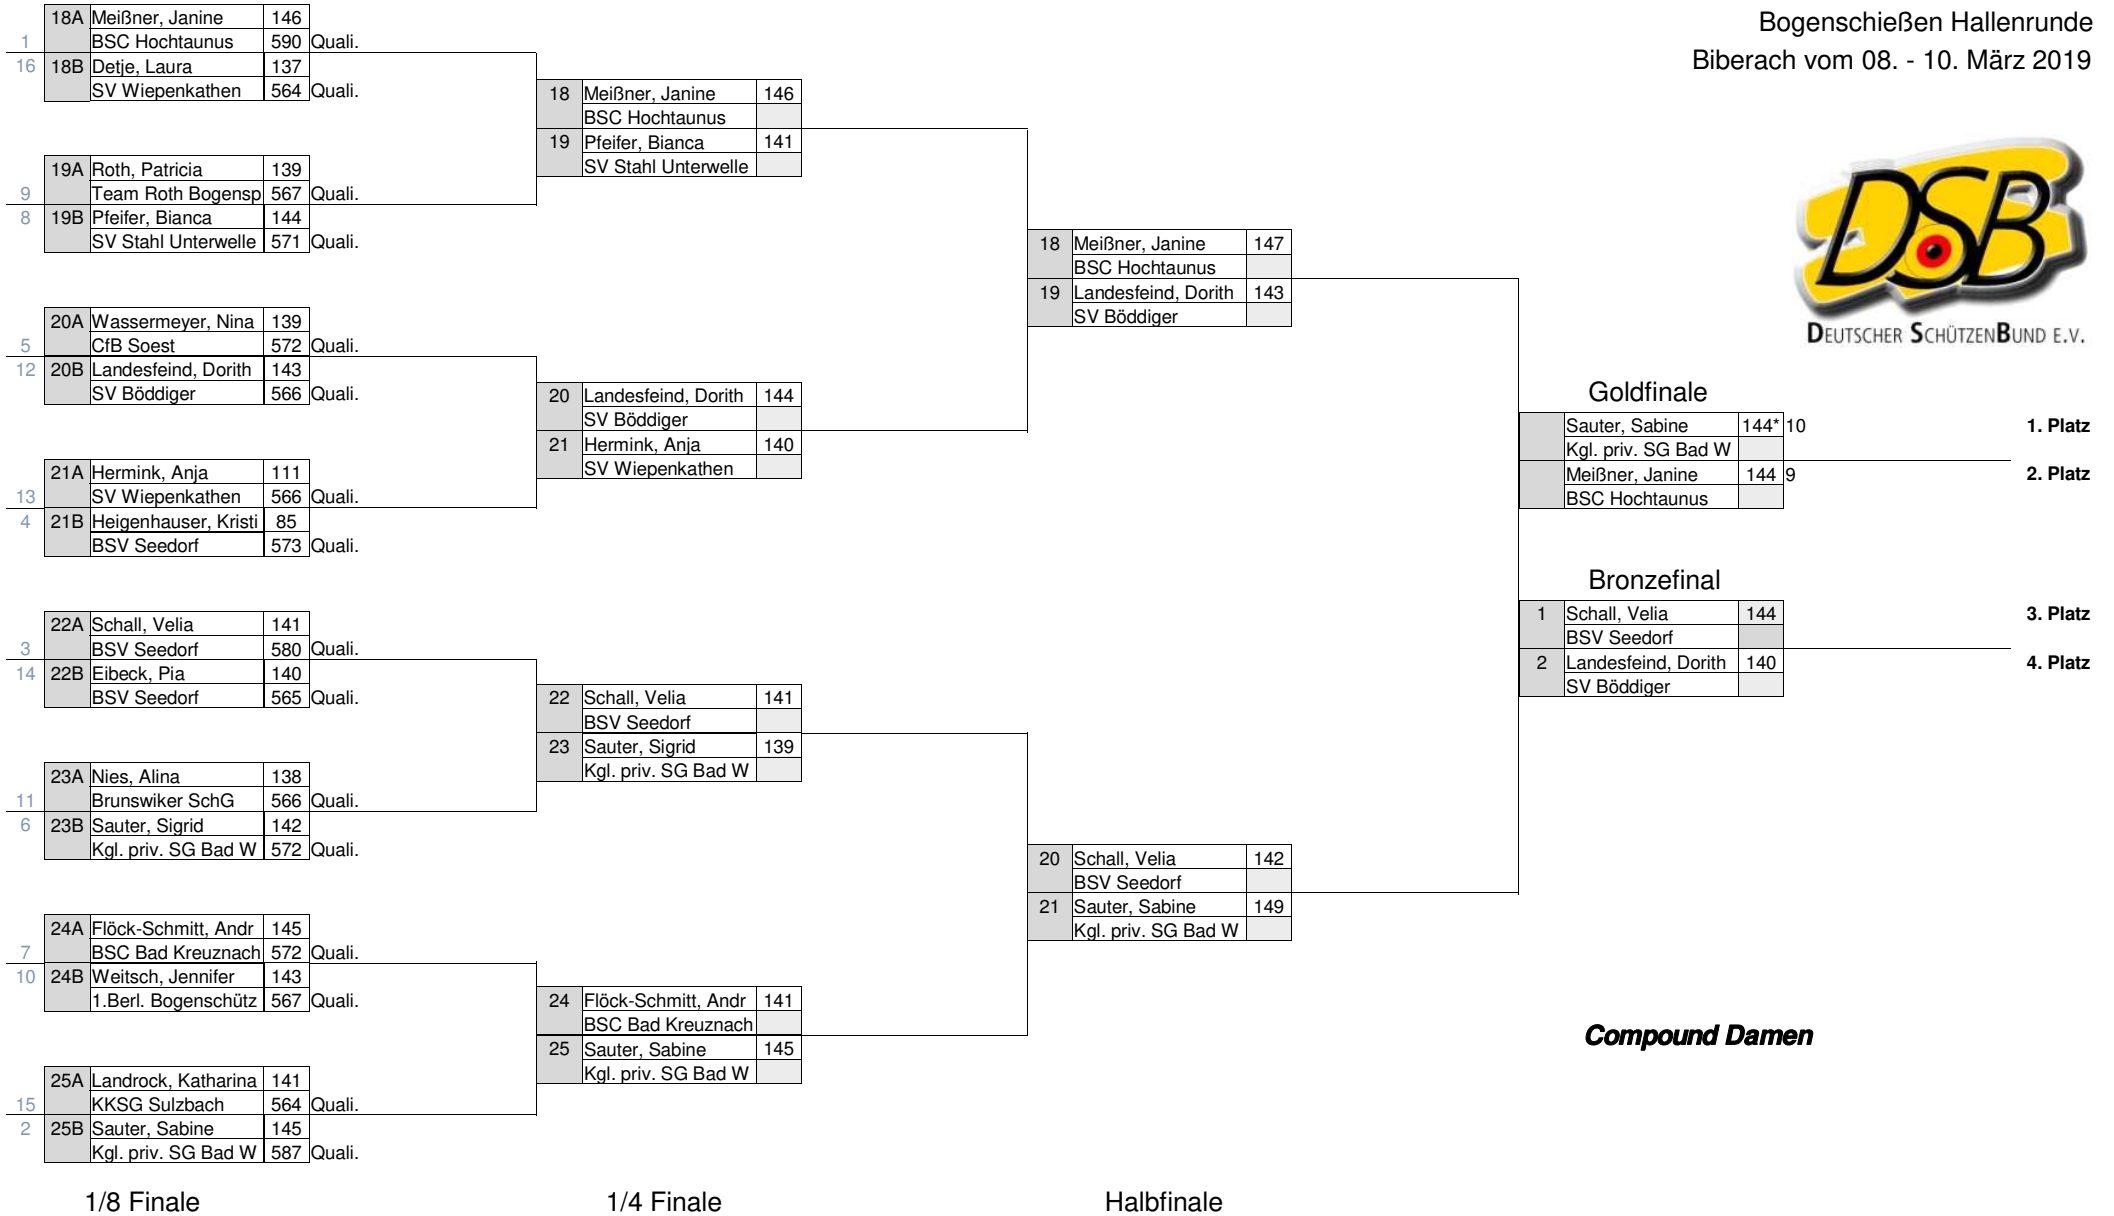 Bogenschießen Hallenrunde
Biberach vom 08. - 10. März 2019
DSB
DEUTSCHER SCHÜTZENBUND E.V.
18A Meißner, Janine 146
1 BSC Hochtaunus 590 Quali.
16 18B Detje, Laura 137
SV Wiepenkathen 564 Quali.
19A Roth, Patricia 139
9 Team Roth Bogensp 567 Quali.
8 19B Pfeifer, Bianca 144
SV Stahl Unterwelle 571 Quali.
20A Wassermeyer, Nina 139
5 CfB Soest 572 Quali.
12 20B Landesfeind, Dorith 143
SV Böddiger 566 Quali.
21A Hermink, Anja 111
13 SV Wiepenkathen 566 Quali.
4 21B Heigenhauser, Kristi 85
BSV Seedorf 573 Quali.
22A Schall, Velia 141
3 BSV Seedorf 580 Quali.
14 22B Eibeck, Pia 140
BSV Seedorf 565 Quali.
23A Nies, Alina 138
11 Brunswiker SchG 566 Quali.
6 23B Sauter, Sigrid 142
Kgl. priv. SG Bad W 572 Quali.
24A Flöck-Schmitt, Andr 145
7 BSC Bad Kreuznach 572 Quali.
10 24B Weitsch, Jennifer 143
1.Berl. Bogenschütz 567 Quali.
25A Landrock, Katharina 141
15 KKSG Sulzbach 564 Quali.
2 25B Sauter, Sabine 145
Kgl. priv. SG Bad W 587 Quali.
1/8 Finale
18 Meißner, Janine 146
BSC Hochtaunus
19 Pfeifer, Bianca 141
SV Stahl Unterwelle
20 Landesfeind, Dorith 144
SV Böddiger
21 Hermink, Anja 140
SV Wiepenkathen
22 Schall, Velia 141
BSV Seedorf
23 Sauter, Sigrid 139
Kgl. priv. SG Bad W
24 Flöck-Schmitt, Andr 141
BSC Bad Kreuznach
25 Sauter, Sabine 145
Kgl. priv. SG Bad W
1/4 Finale
18 Meißner, Janine 147
BSC Hochtaunus
19 Landesfeind, Dorith 143
SV Böddiger
20 Schall, Velia 142
BSV Seedorf
21 Sauter, Sabine 149
Kgl. priv. SG Bad W
Halbfinale
Goldfinale
Sauter, Sabine 144* 10 1. Platz
Kgl. priv. SG Bad W
Meißner, Janine 144 9 2. Platz
BSC Hochtaunus
Bronzefinal
1 Schall, Velia 144 3. Platz
BSV Seedorf
2 Landesfeind, Dorith 140 4. Platz
SV Böddiger
Compound Damen